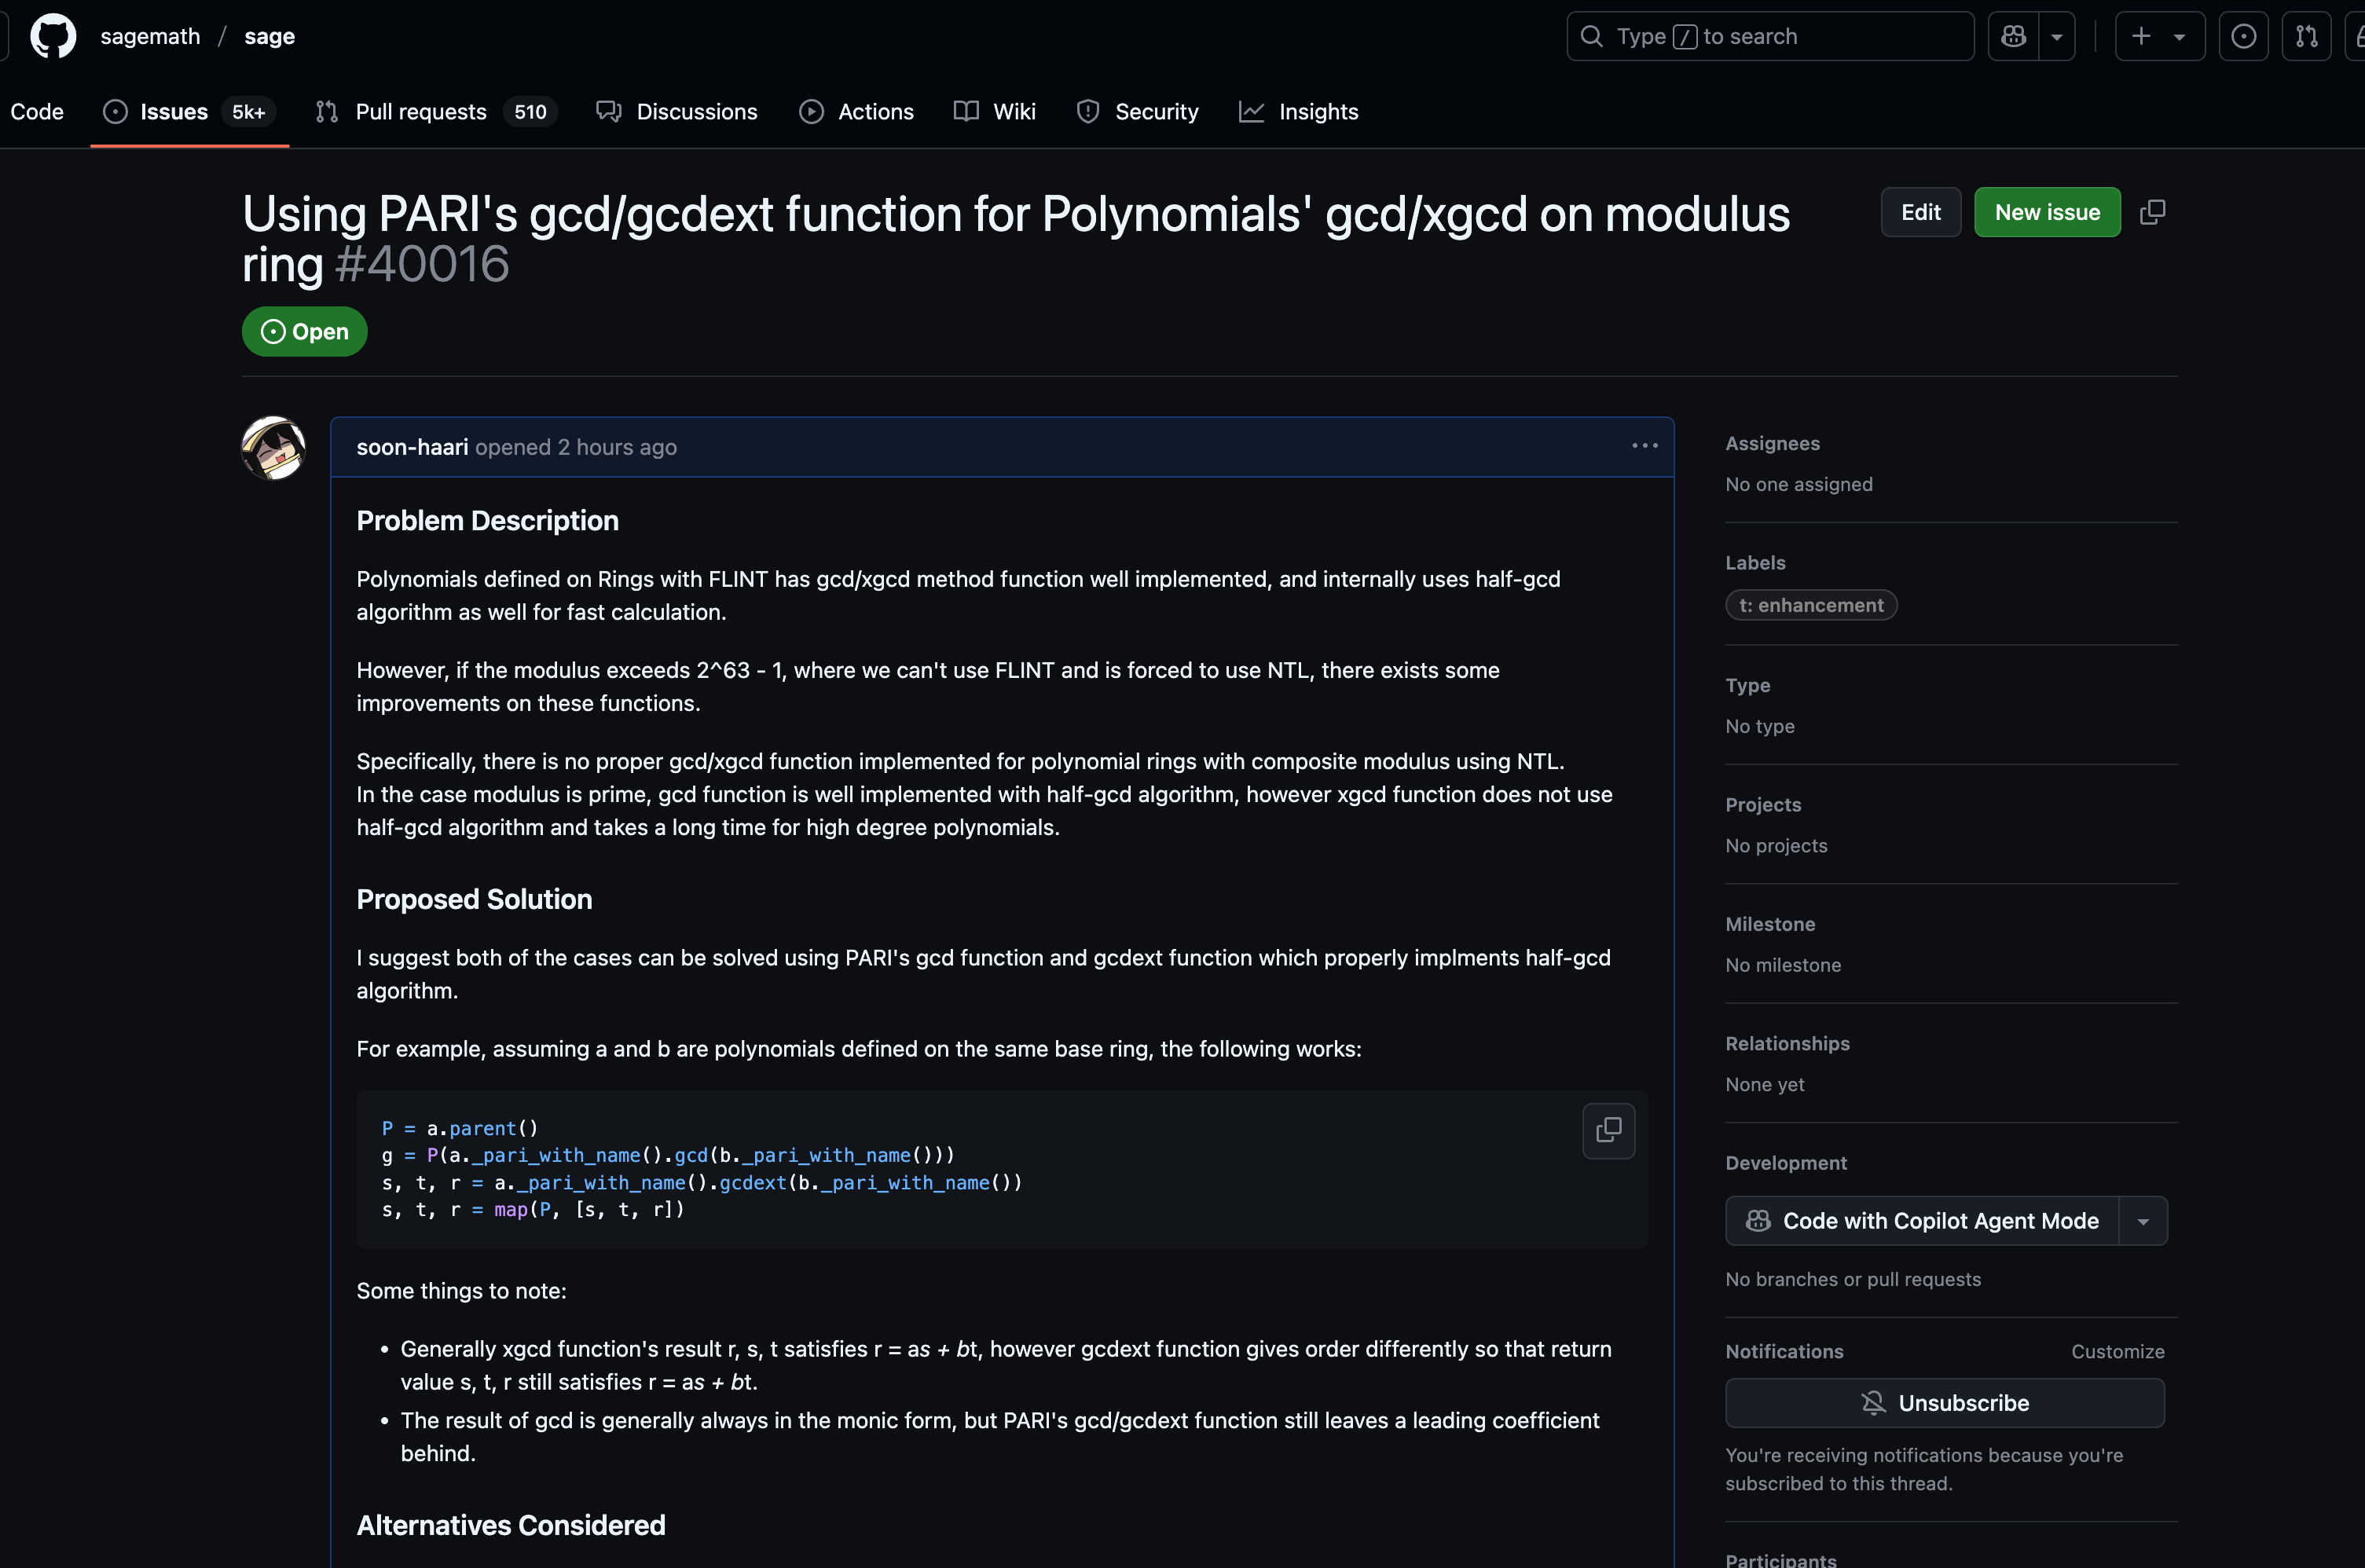 sagemath / sage
Type / to search
Code
Issues 5k+
Pull requests 510
Discussions
Actions
Wiki
Security
Insights
Using PARI's gcd/gcdext function for Polynomials' gcd/xgcd on modulus
ring #40016
Edit
New issue
Open
soon-haari opened 2 hours ago
Problem Description
Polynomials defined on Rings with FLINT has gcd/xgcd method function well implemented, and internally uses half-gcd
algorithm as well for fast calculation.
However, if the modulus exceeds 2^63 - 1, where we can't use FLINT and is forced to use NTL, there exists some
improvements on these functions.
Specifically, there is no proper gcd/xgcd function implemented for polynomial rings with composite modulus using NTL.
In the case modulus is prime, gcd function is well implemented with half-gcd algorithm, however xgcd function does not use
half-gcd algorithm and takes a long time for high degree polynomials.
Proposed Solution
I suggest both of the cases can be solved using PARI's gcd function and gcdext function which properly implments half-gcd
algorithm.
For example, assuming a and b are polynomials defined on the same base ring, the following works:
P = a.parent()
g = P(a._pari_with_name().gcd(b._pari_with_name()))
s, t, r = a._pari_with_name().gcdext(b._pari_with_name())
s, t, r = map(P, [s, t, r])
Some things to note:
• Generally xgcd function's result r, s, t satisfies r = as + bt, however gcdext function gives order differently so that return
value s, t, r still satisfies r = as + bt.
• The result of gcd is generally always in the monic form, but PARI's gcd/gcdext function still leaves a leading coefficient
behind.
Alternatives Considered
Assignees
No one assigned
Labels
t: enhancement
Type
No type
Projects
No projects
Milestone
No milestone
Relationships
None yet
Development
Code with Copilot Agent Mode
No branches or pull requests
Notifications
Customize
Unsubscribe
You're receiving notifications because you're
subscribed to this thread.
Participants